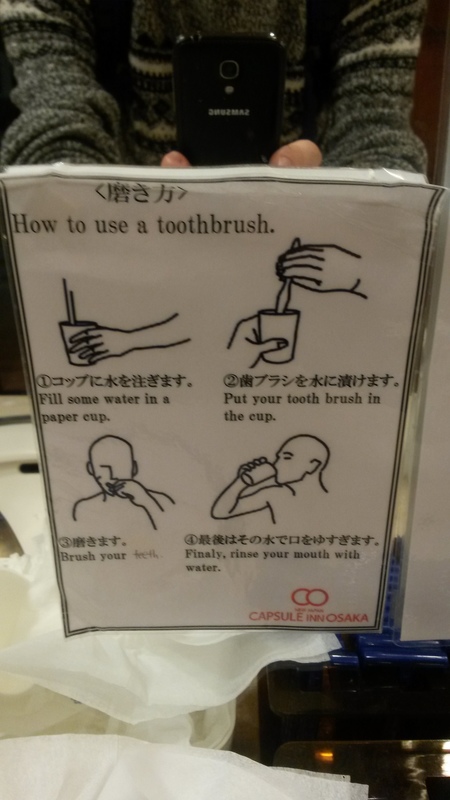 SAMSUNG
<磨き方>
How to use a toothbrush.
①コップに水を注ぎます。
Fill some water in a
paper cup.
②歯ブラシを水に漬けます。
Put your tooth brush in
the cup.
③磨きます。
Brush your teeth.
④最後はその水で口をゆすぎます。
Finaly, rinse your mouth with
water.
CAPSULE INN OSAKA